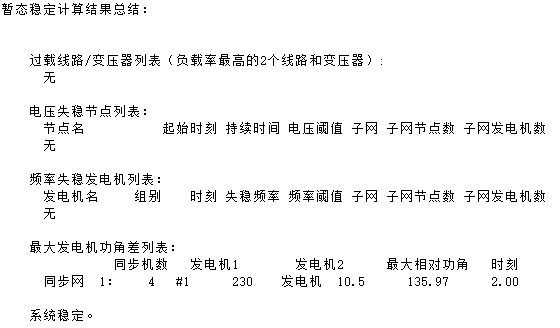 暂态稳定计算结果总结：
过载线路/变压器列表（负载率最高的2个线路和变压器）：
无
电压失稳节点列表：
节点名 起始时刻 持续时间 电压阈值 子网 子网节点数 子网发电机数
无
频率失稳发电机列表：
发电机名 组别 时刻 失稳频率 频率阈值 子网 子网节点数 子网发电机数
无
最大发电机功角差列表：
同步机数 发电机1 发电机2 最大相对功角 时刻
同步网 1: 4 #1 230 发电机 10.5 135.97 2.00
系统稳定。